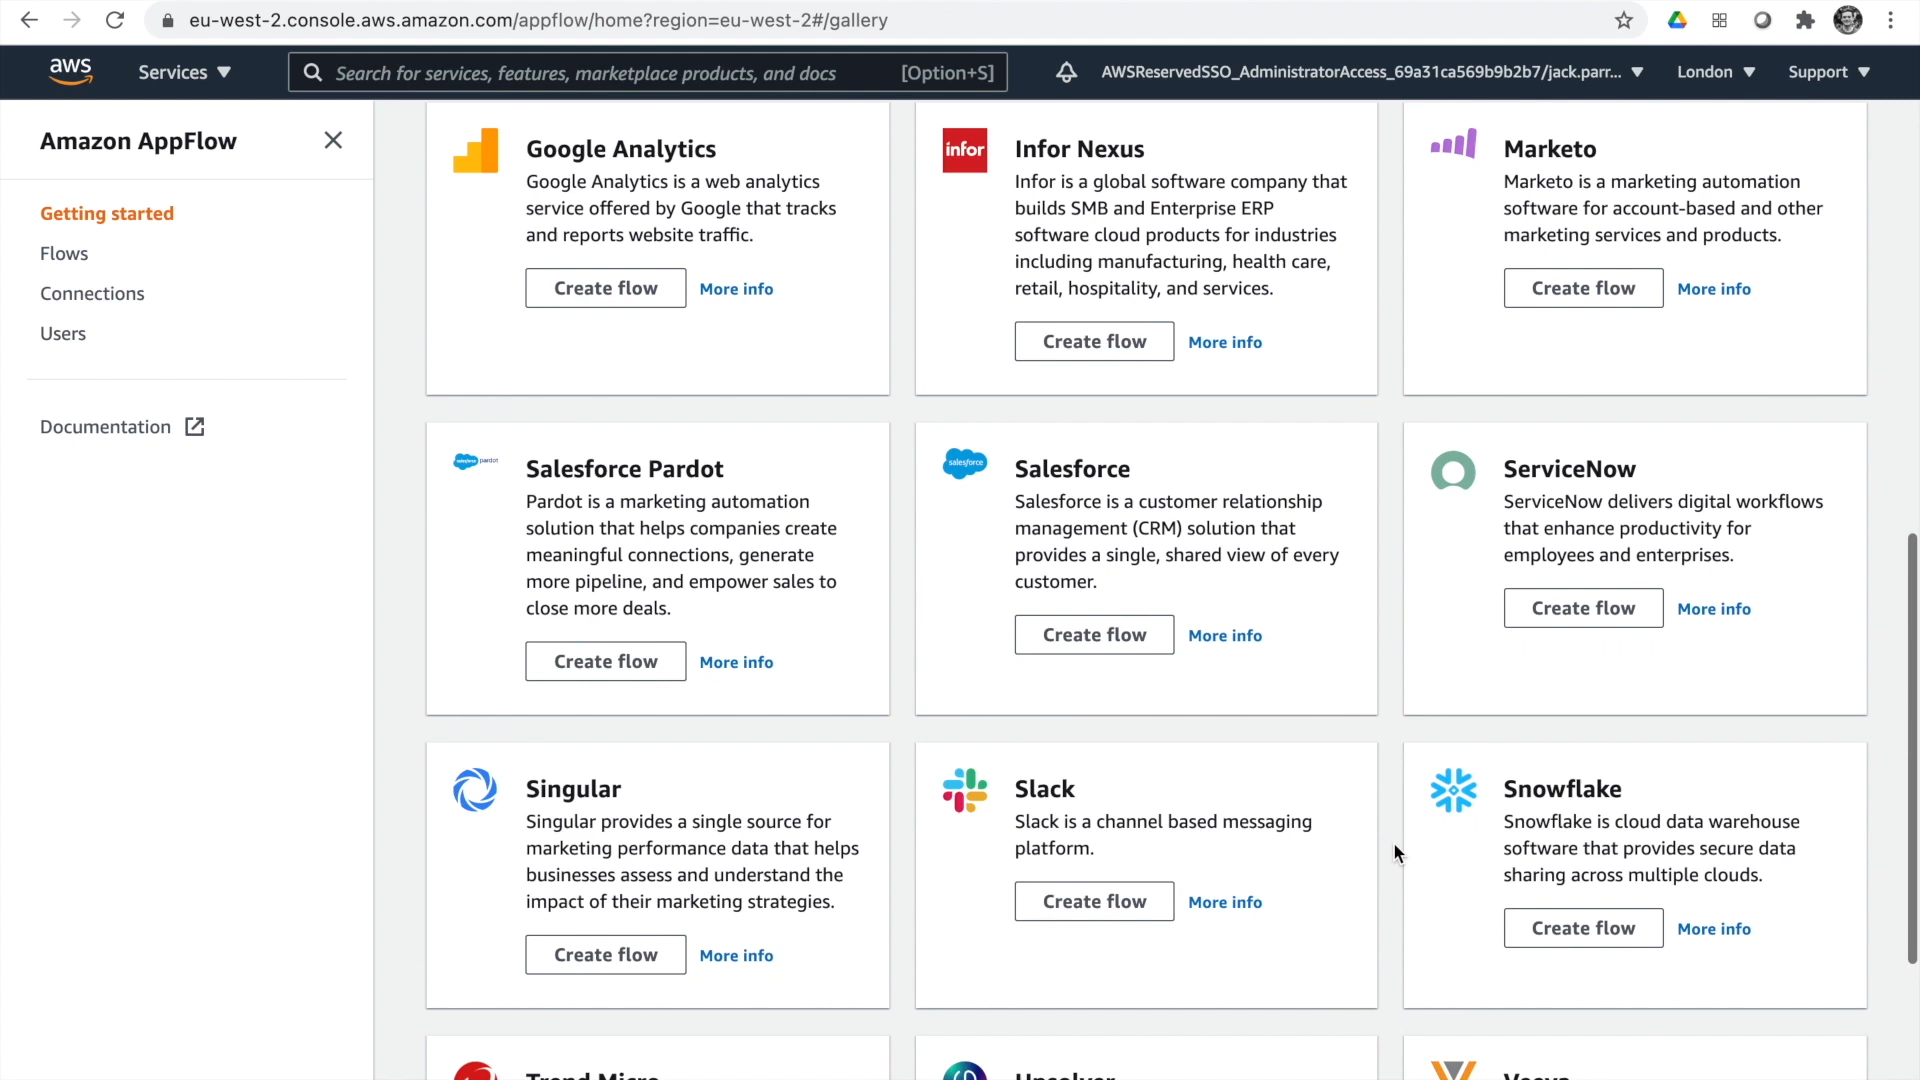 eu-west-2.console.aws.amazon.com/appflow/home?region=eu-west-2#/gallery
aws
Services
Search for services, features, marketplace products, and docs
[Option+S]
AWSReservedSSO_AdministratorAccess_69a31ca569b9b2b7/jack.parr...
London
Support
Amazon AppFlow
Getting started
Flows
Connections
Users
Documentation
Google Analytics
Google Analytics is a web analytics
service offered by Google that tracks
and reports website traffic.
Create flow
More info
infor
Infor Nexus
Infor is a global software company that
builds SMB and Enterprise ERP
software cloud products for industries
including manufacturing, health care,
retail, hospitality, and services.
Create flow
More info
Marketo
Marketo is a marketing automation
software for account-based and other
marketing services and products.
Create flow
More info
salesforce pardot
Salesforce Pardot
Pardot is a marketing automation
solution that helps companies create
meaningful connections, generate
more pipeline, and empower sales to
close more deals.
Create flow
More info
salesforce
Salesforce
Salesforce is a customer relationship
management (CRM) solution that
provides a single, shared view of every
customer.
Create flow
More info
ServiceNow
ServiceNow delivers digital workflows
that enhance productivity for
employees and enterprises.
Create flow
More info
Singular
Singular provides a single source for
marketing performance data that helps
businesses assess and understand the
impact of their marketing strategies.
Create flow
More info
Slack
Slack is a channel based messaging
platform.
Create flow
More info
Snowflake
Snowflake is cloud data warehouse
software that provides secure data
sharing across multiple clouds.
Create flow
More info
Trend Micro
Upsolver
Veeva